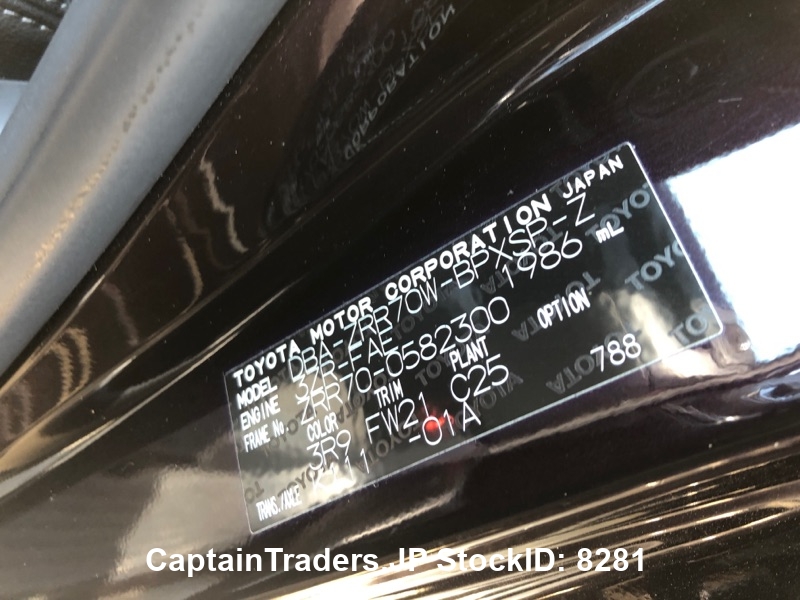 TOYOTA MOTOR CORPORATION JAPAN
MODEL DBA-ZRR70W-BPXSP-Z
ENGINE 3ZR-FAE 1986 mL
FRAME No. ZRR70-0582300
COLOR TRIM PLANT OPTION
3R9 FW21 C25 788
TRANS./AXLE K111 -01A
CaptainTraders.JP StockID: 8281